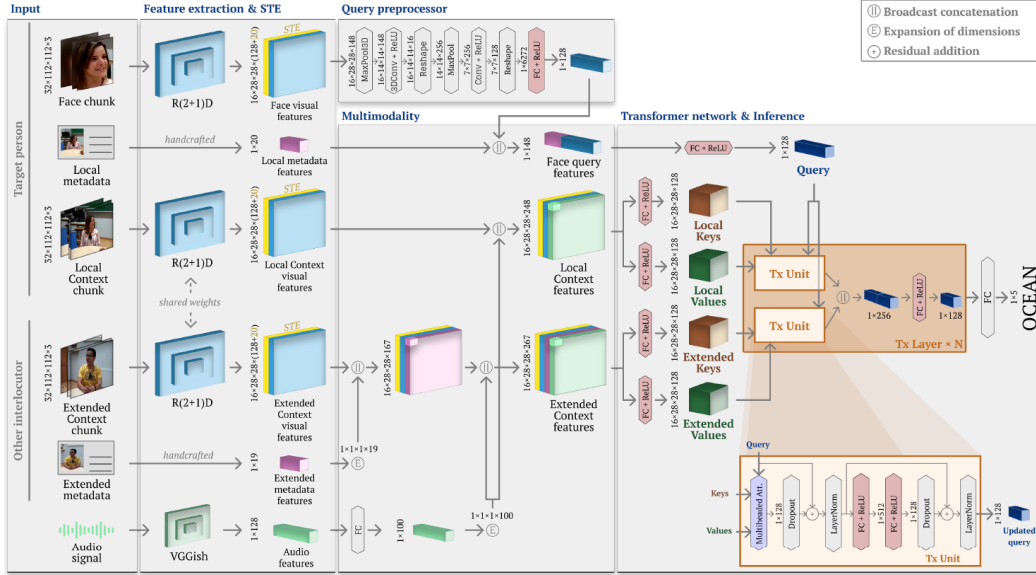 Input
Feature extraction & STE
Query preprocessor
|| Broadcast concatenation
E Expansion of dimensions
+ Residual addition
Target person
32×112×112×3
Face chunk
R(2+1)D
16×28×28×(128+20)
STE
Face visual
features
16×28×28×148
MaxPool3D
16×14×14×148
3DConv + ReLU
16×14×14×16
Reshape
14×14×256
MaxPool
7×7×256
Conv + ReLU
7×7×128
Reshape
1×6272
FC + ReLU
1×128
Multimodality
Transformer network & Inference
Local
metadata
handcrafted
1×20
Local metadata
features
||
1×148
Face query
features
FC + ReLU
1×128
Query
32×112×112×3
Local
Context
chunk
R(2+1)D
16×28×28×(128+20)
STE
Local Context
visual
features
||
16×28×28×248
Local
Context
features
FC + ReLU
16×28×28×128
Local
Keys
FC + ReLU
16×28×28×128
Local
Values
shared weights
Tx Unit
Tx Unit
||
1×256
FC + ReLU
1×128
Tx Layer × N
FC
1×5
OCEAN
Other interlocutor
32×112×112×3
Extended
Context
chunk
R(2+1)D
16×28×28×(128+20)
STE
Extended
Context visual
features
||
16×28×28×167
||
16×28×28×267
Extended
Context
features
FC + ReLU
16×28×28×128
Extended
Keys
FC + ReLU
16×28×28×128
Extended
Values
Extended
metadata
handcrafted
1×19
Extended
metadata
features
1×1×1×19
E
Audio
signal
VGGish
1×128
Audio
features
FC
1×100
1×1×1×100
E
Query
Keys
Values
Multiheaded Att.
1×128
Dropout
+
LayerNorm
FC + ReLU
1×512
FC + ReLU
1×128
Dropout
+
LayerNorm
1×128
Updated
query
Tx Unit